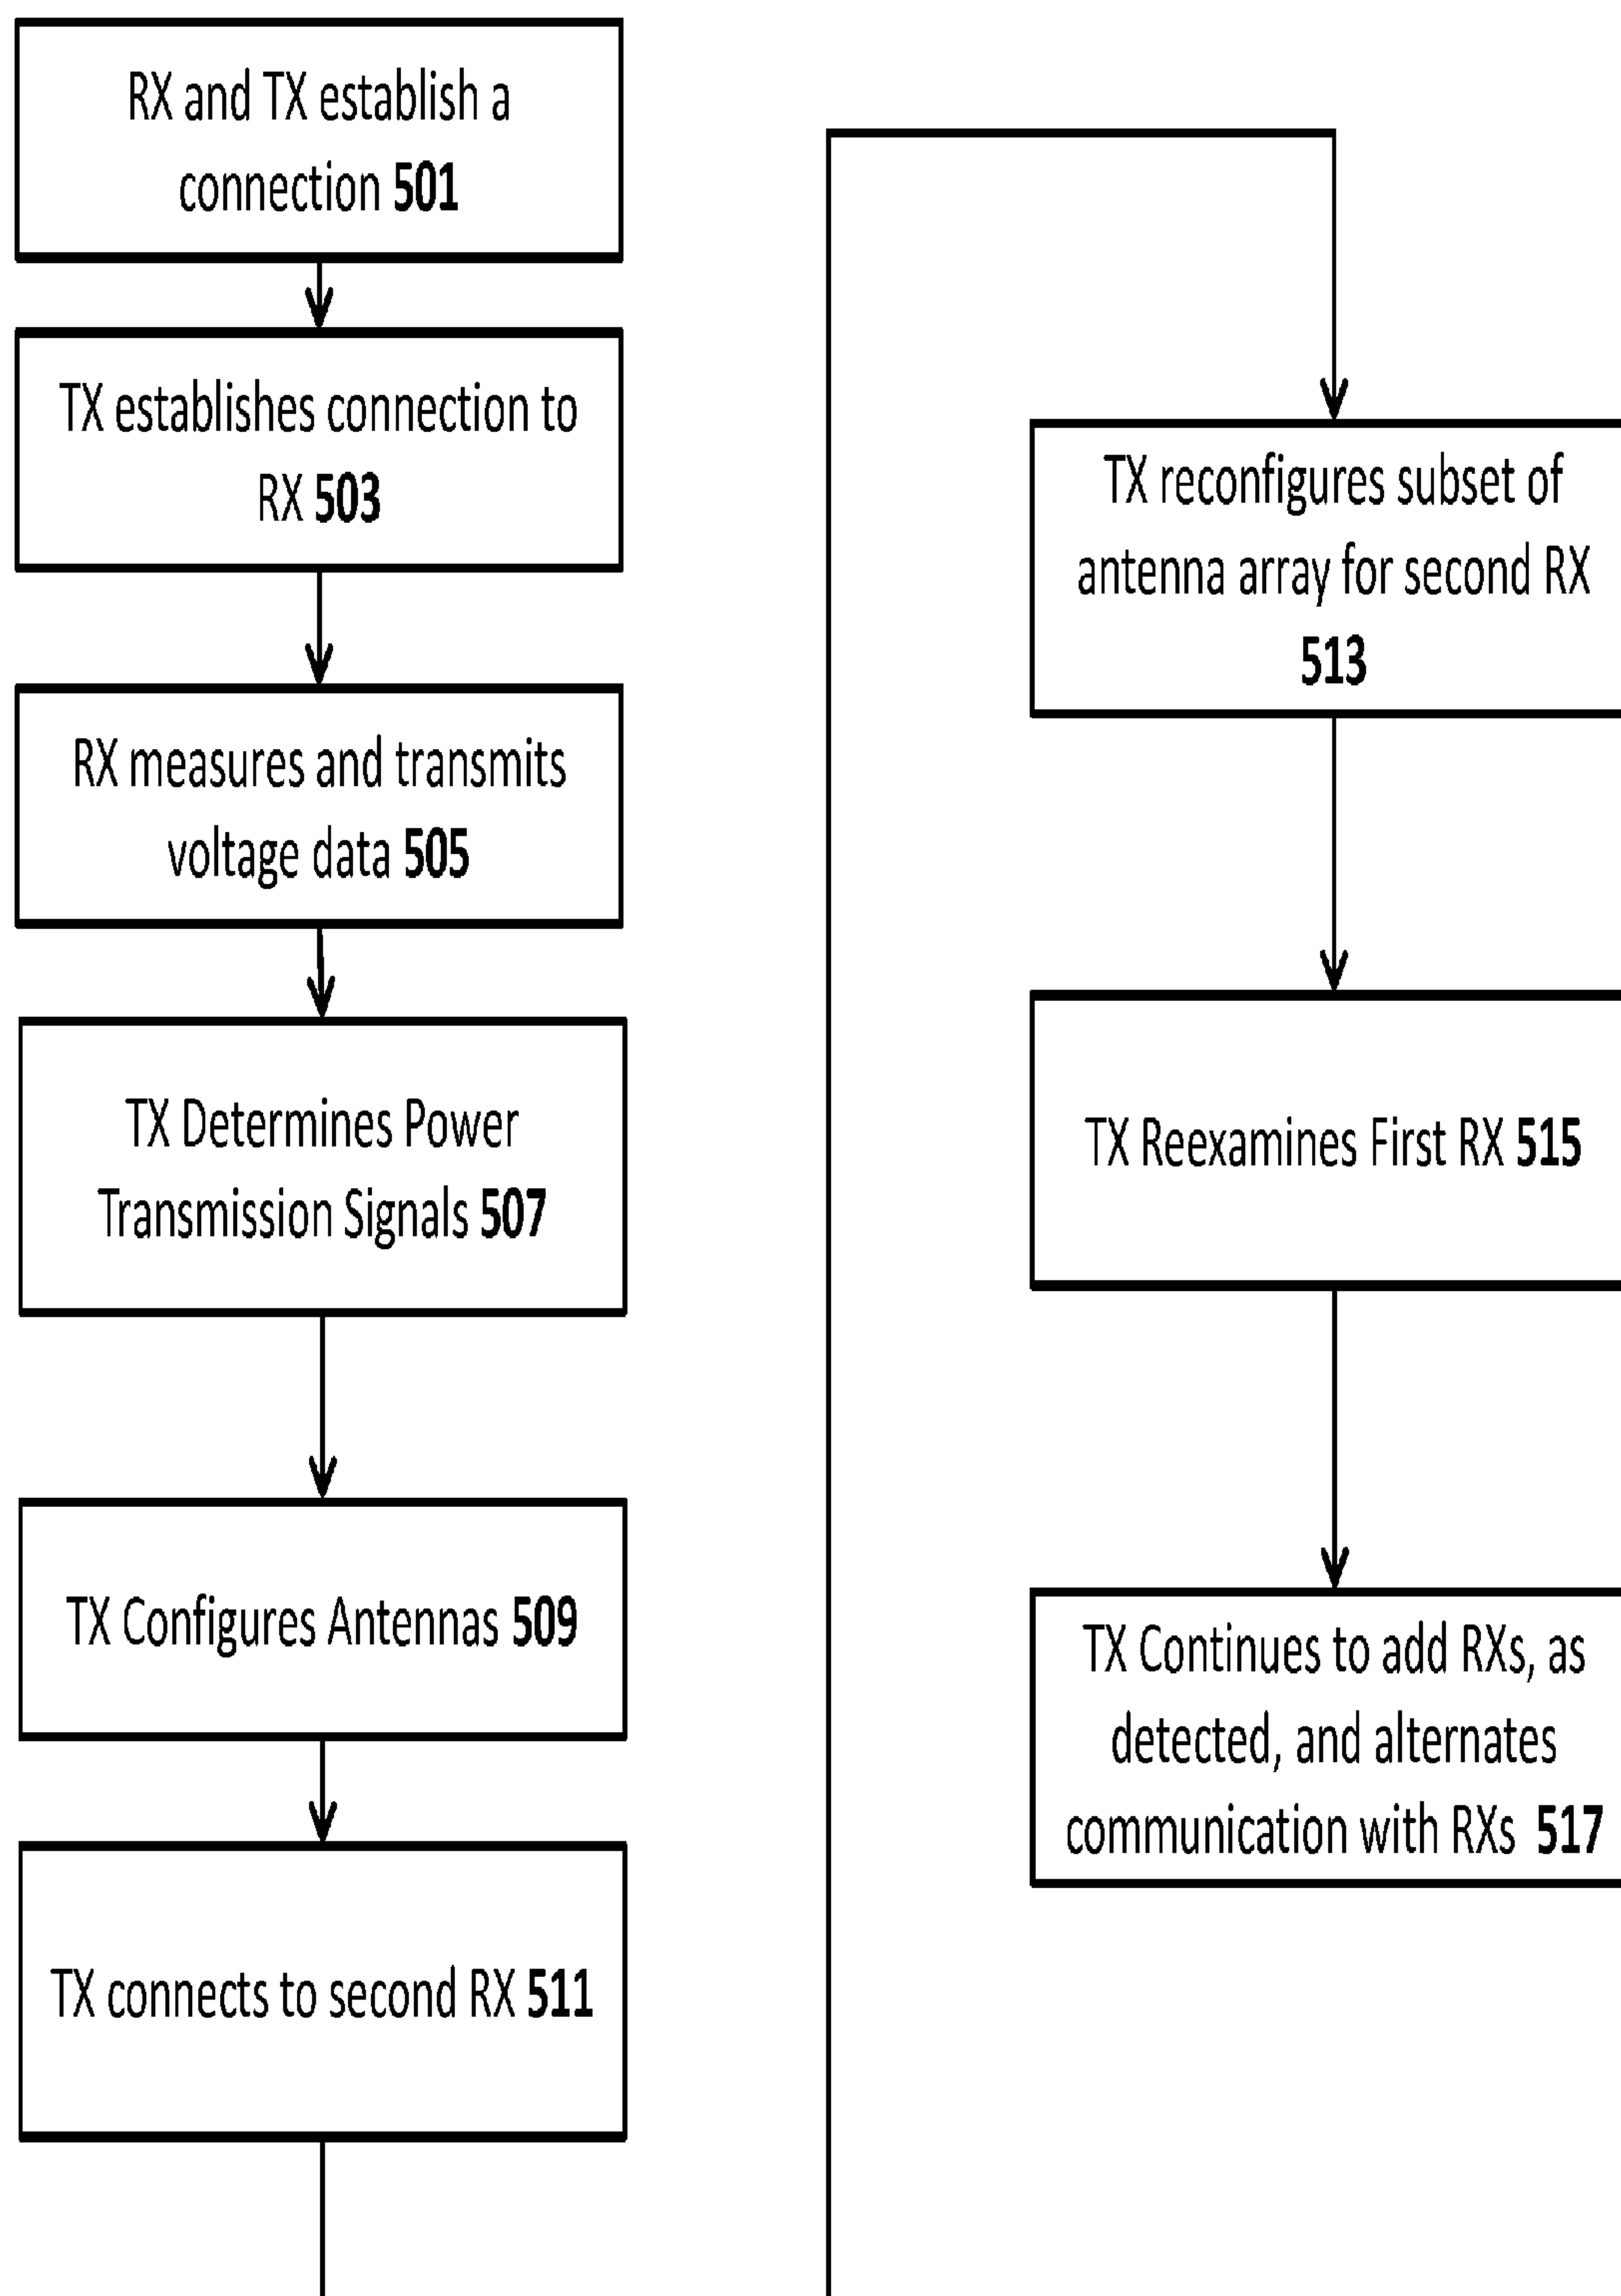 RX and TX establish a
connection 501
TX establishes connection to
RX 503
RX measures and transmits
voltage data 505
TX Determines Power
Transmission Signals 507
TX Configures Antennas 509
TX connects to second RX 511
TX reconfigures subset of
antenna array for second RX
513
TX Reexamines First RX 515
TX Continues to add RXs, as
detected, and alternates
communication with RXs 517